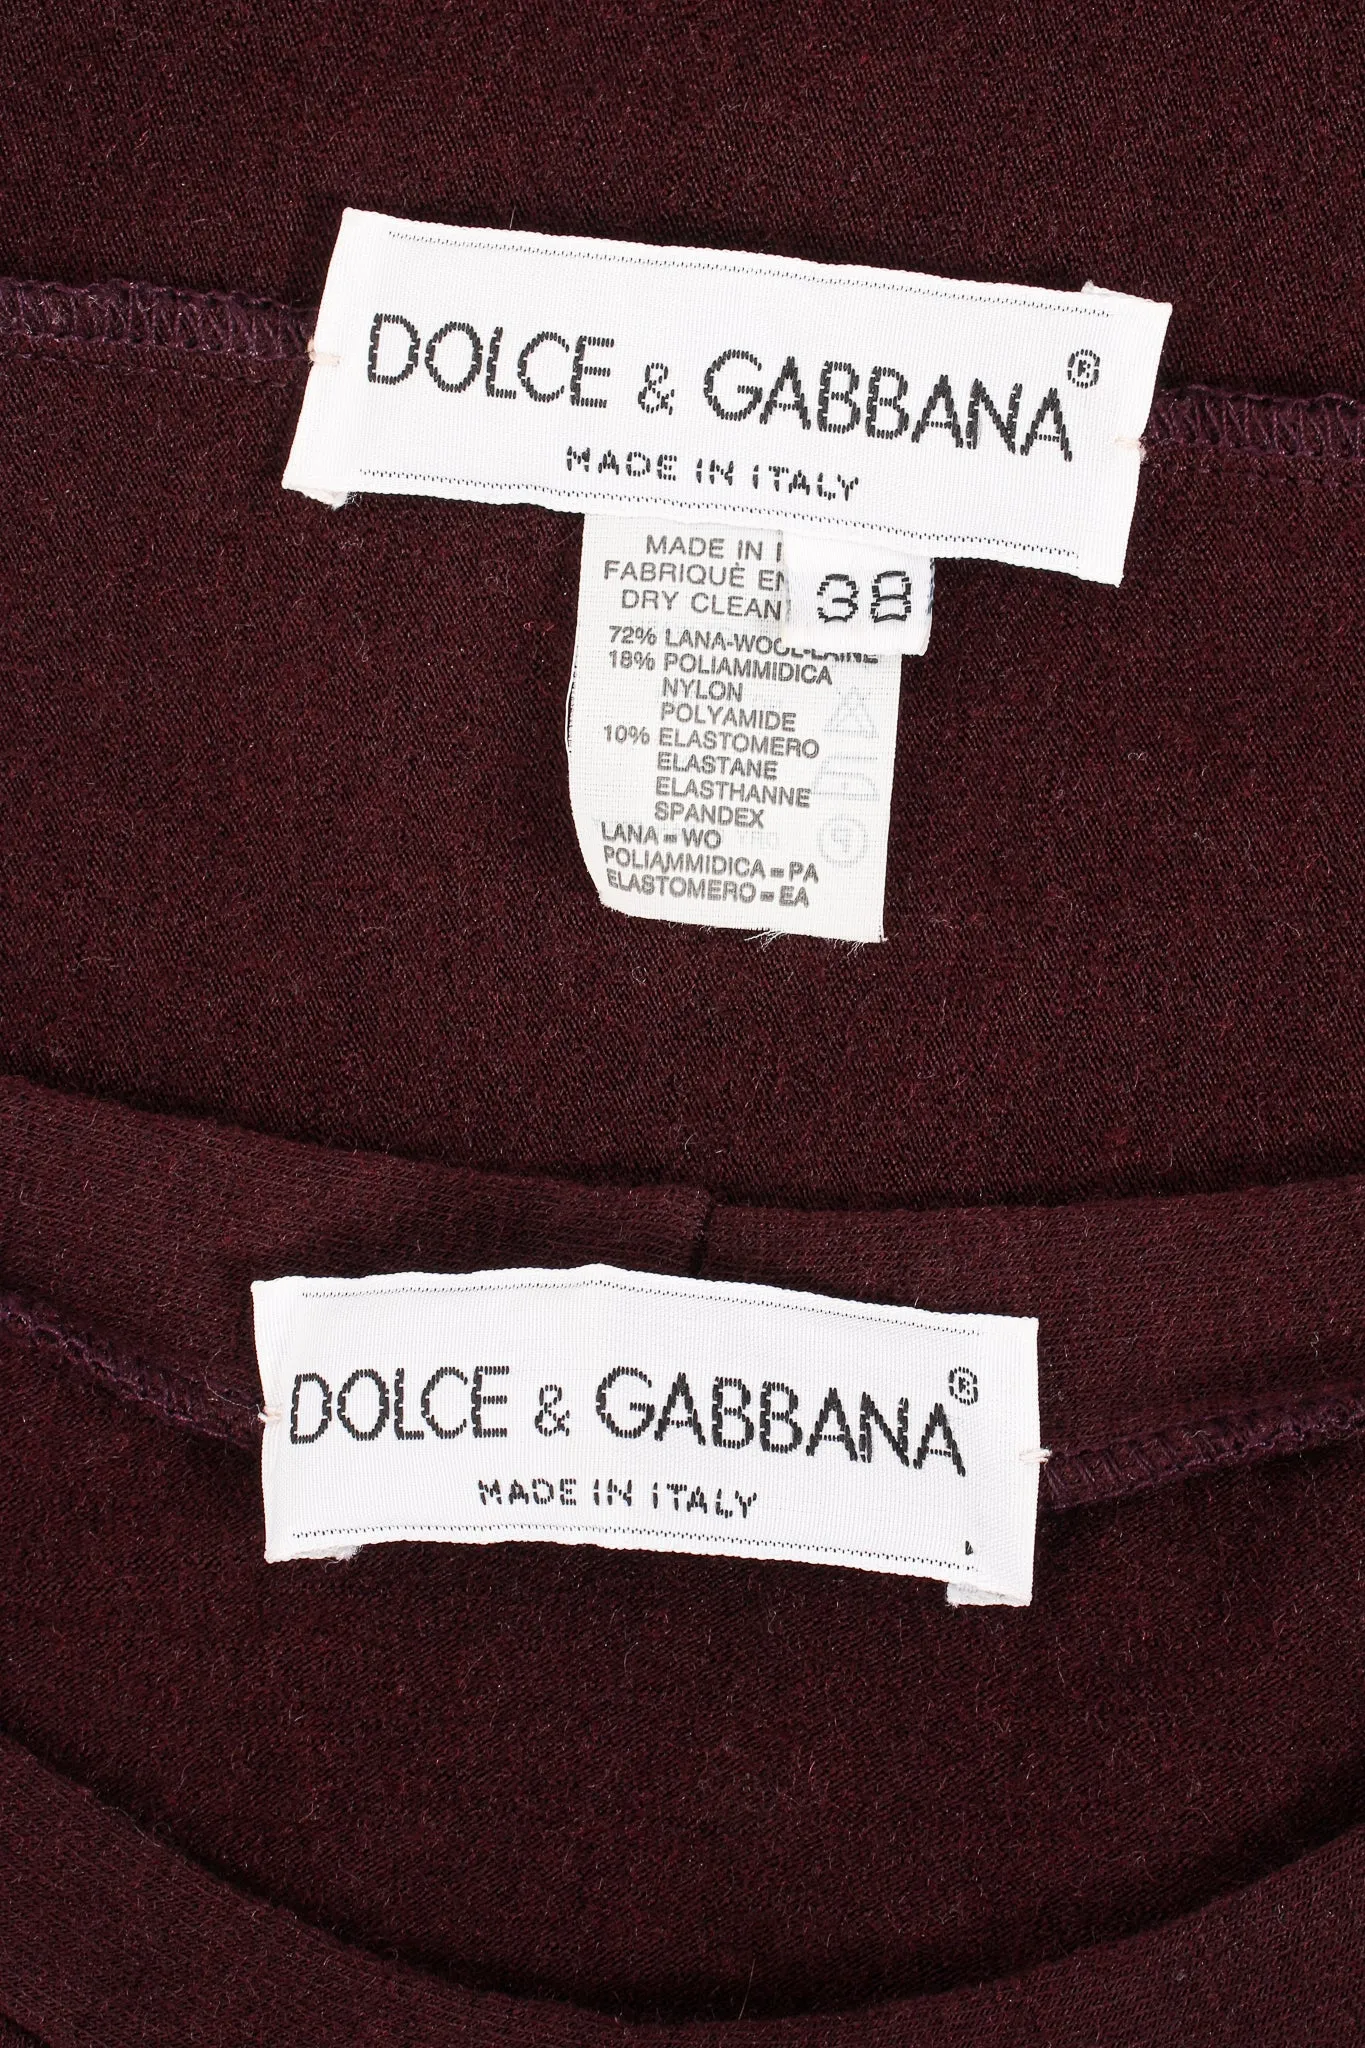 DOLCE & GABBANA®
MADE IN ITALY
MADE IN
FABRIQUÉ EN
DRY CLEAN
38
72% LANA-WOOL-LAINE
18% POLIAMMIDICA
NYLON
POLYAMIDE
10% ELASTOMERO
ELASTANE
ELASTHANNE
SPANDEX
LANA = WO
POLIAMMIDICA = PA
ELASTOMERO = EA
DOLCE & GABBANA®
MADE IN ITALY